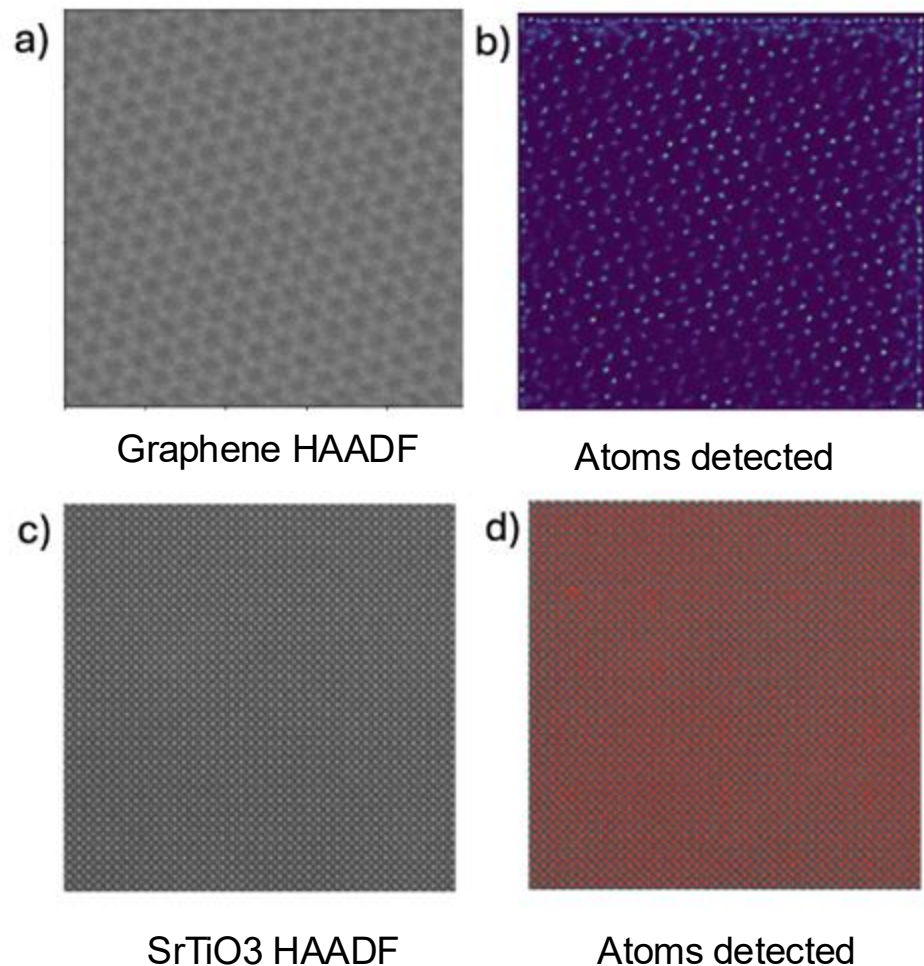 a)
b)
Graphene HAADF
Atoms detected
c)
d)
SrTiO3 HAADF
Atoms detected